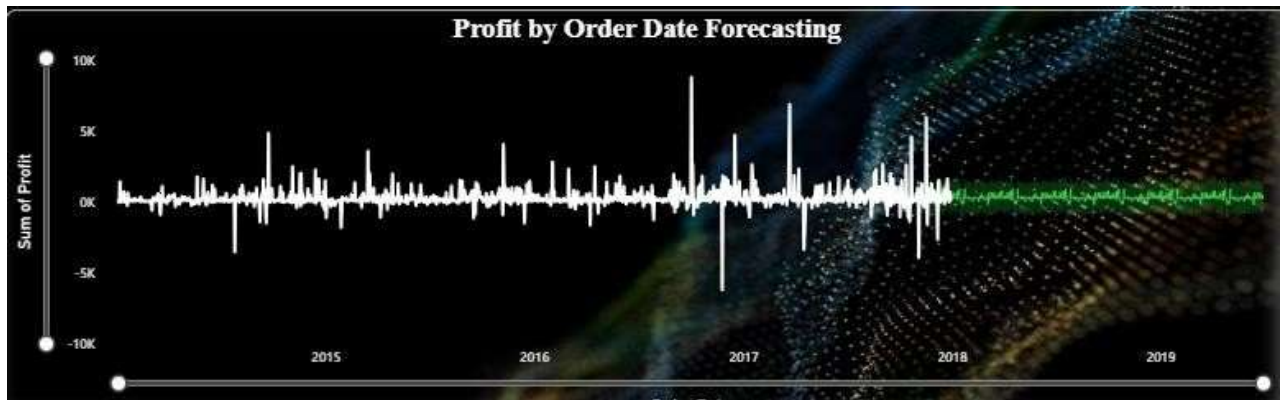 Profit by Order Date Forecasting
10K
5K
0K
-5K
-10K
Sum of Profit
2015 2016 2017 2018 2019